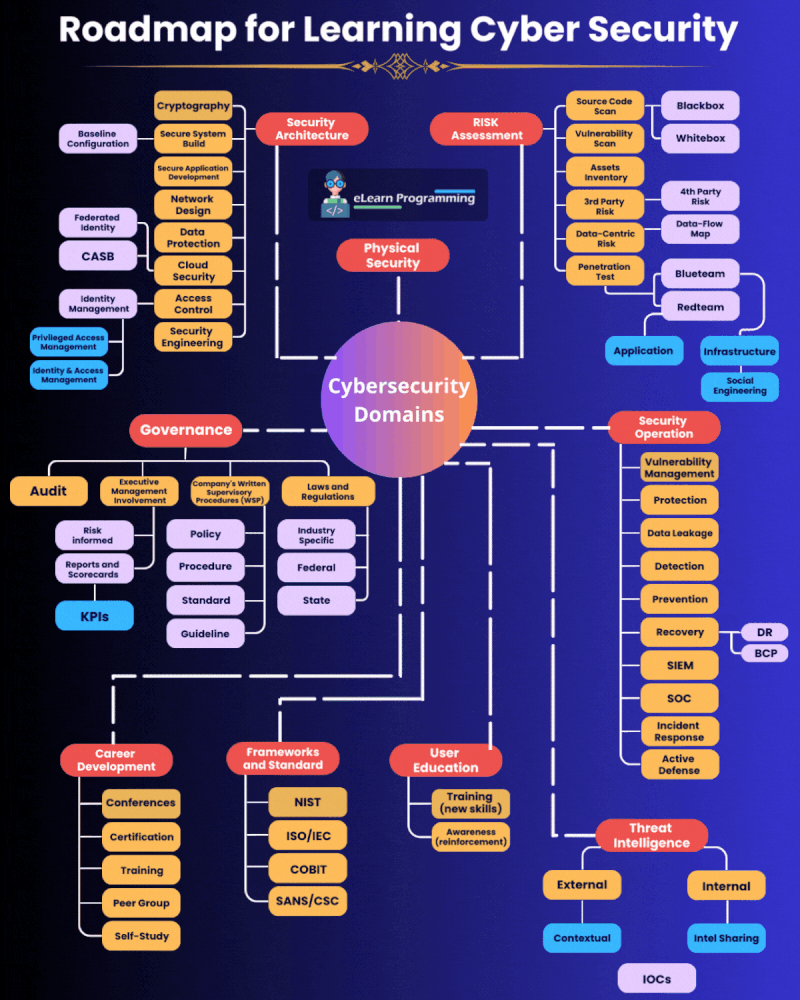 Roadmap for Learning Cyber Security
Cryptography
Baseline
Configuration
Secure System
Build
Secure Application
Development
Network
Design
Federated
Identity
Data
Protection
CASB
Cloud
Security
Identity
Management
Access
Control
Privileged Access
Management
Security
Engineering
Identity & Access
Management
Security
Architecture
RISK
Assessment
Source Code
Scan
Blackbox
Whitebox
Vulnerability
Scan
Assets
Inventory
3rd Party
Risk
4th Party
Risk
Data-Centric
Risk
Data-Flow
Map
Penetration
Test
Blueteam
Redteam
Application
Infrastructure
Social
Engineering
eLearn Programming
Physical
Security
Cybersecurity
Domains
Governance
Audit
Executive
Management
Involvement
Company's Written
Supervisory
Procedures (WSP)
Laws and
Regulations
Risk
informed
Reports and
Scorecards
KPIs
Policy
Procedure
Standard
Guideline
Industry
Specific
Federal
State
Security
Operation
Vulnerability
Management
Protection
Data Leakage
Detection
Prevention
Recovery
DR
BCP
SIEM
SOC
Incident
Response
Active
Defense
Career
Development
Conferences
Certification
Training
Peer Group
Self-Study
Frameworks
and Standard
NIST
ISO/IEC
COBIT
SANS/CSC
User
Education
Training
(new skills)
Awareness
(reinforcement)
Threat
Intelligence
External
Internal
Contextual
Intel Sharing
IOCs